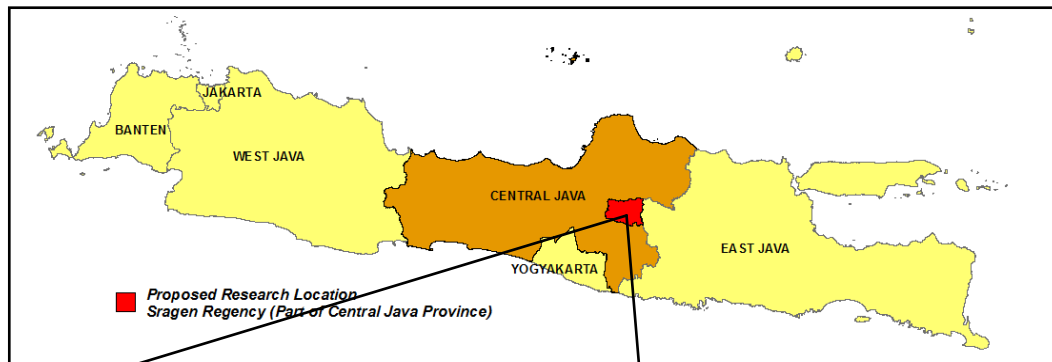 JAKARTA
BANTEN
WEST JAVA
CENTRAL JAVA
EAST JAVA
YOGYAKARTA
Proposed Research Location
Sragen Regency (Part of Central Java Province)